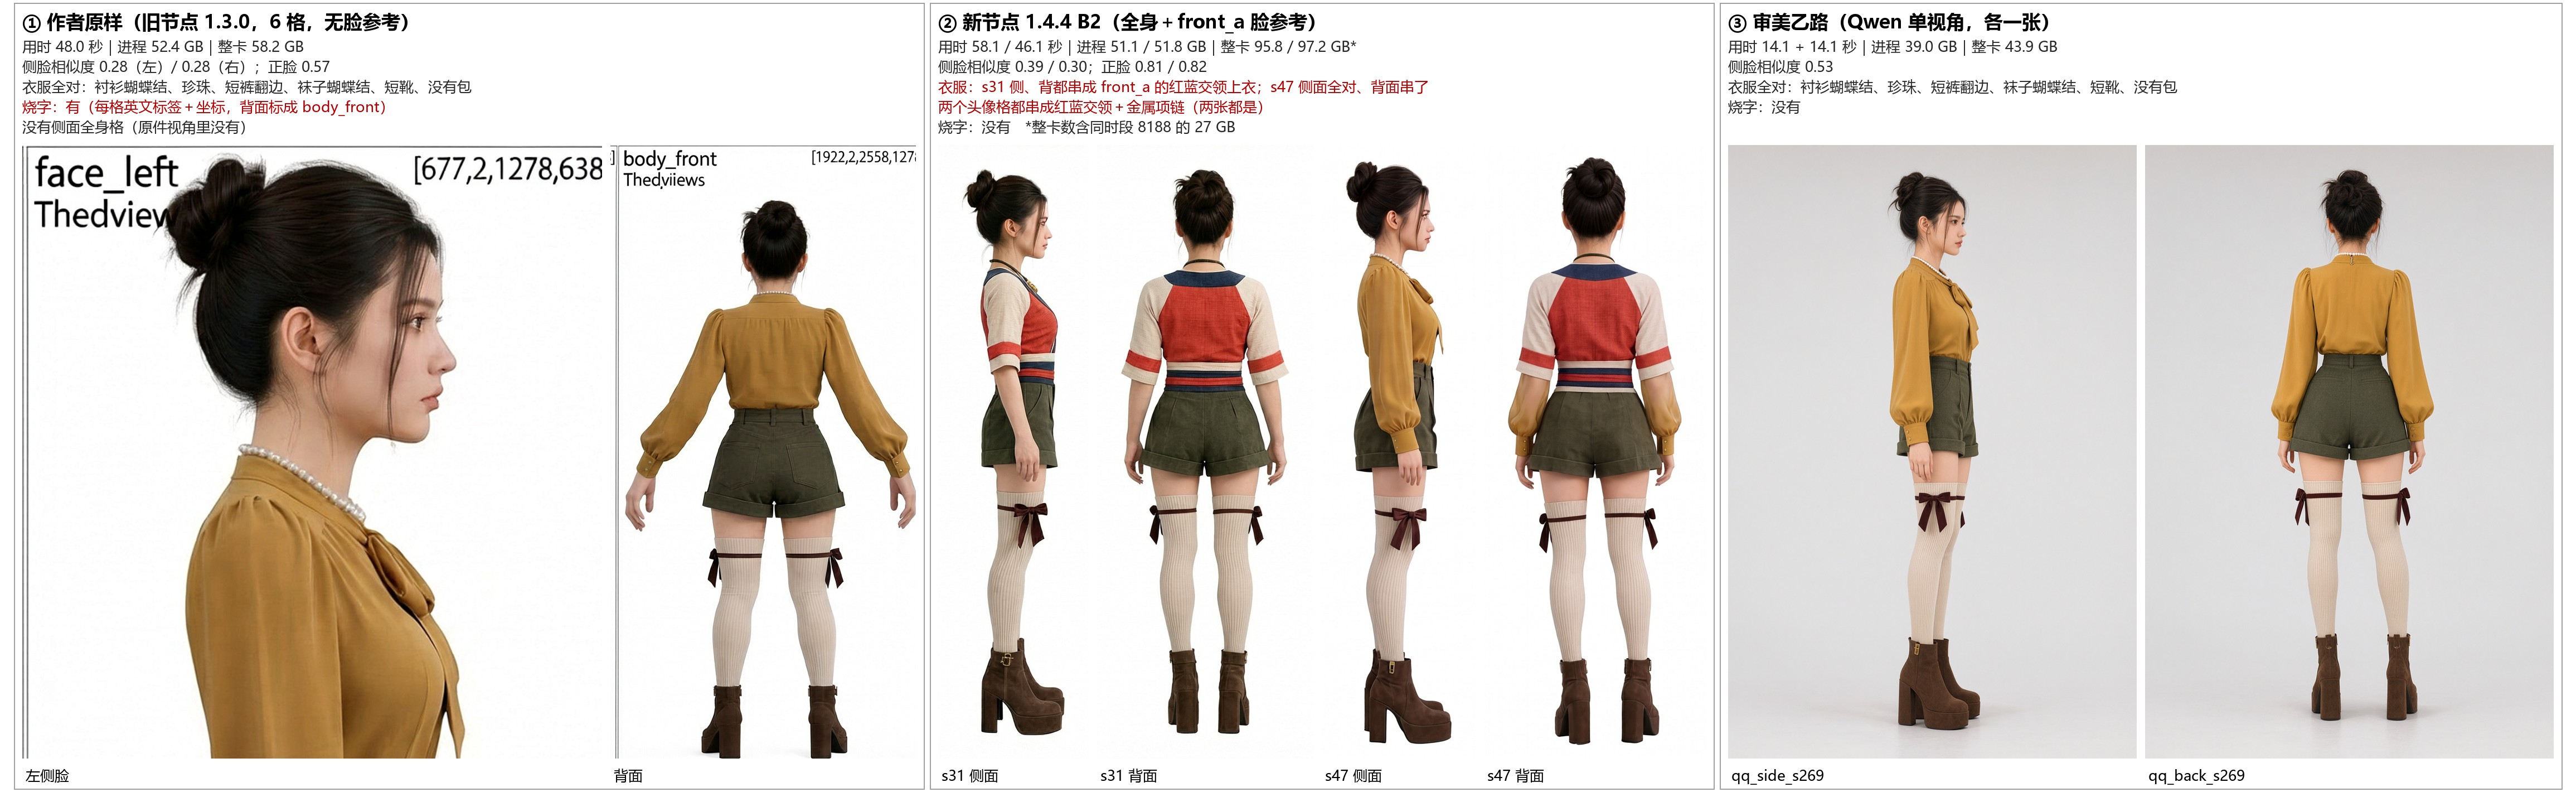 ① 作者原样（旧节点 1.3.0，6 格，无脸参考）
用时 48.0 秒 | 进程 52.4 GB | 整卡 58.2 GB
侧脸相似度 0.28（左）/ 0.28（右）；正脸 0.57
衣服全对：衬衫蝴蝶结、珍珠、短裤翻边、袜子蝴蝶结、短靴、没有包
烧字：有（每格英文标签 + 坐标，背面标成 body_front）
没有侧面全身格（原件视角里没有）
face_left
[677,2,1278,638
Thedview
body_front
[1922,2,2558,127
Thedviiews
左侧脸
背面
② 新节点 1.4.4 B2（全身 + front_a 脸参考）
用时 58.1 / 46.1 秒 | 进程 51.1 / 51.8 GB | 整卡 95.8 / 97.2 GB*
侧脸相似度 0.39 / 0.30；正脸 0.81 / 0.82
衣服：s31 侧、背都串成 front_a 的红蓝交领上衣；s47 侧面全对、背面串了
两个头像格都串成红蓝交领 + 金属项链（两张都是）
烧字：没有 *整卡数含同时段 8188 的 27 GB
s31 侧面
s31 背面
s47 侧面
s47 背面
③ 审美乙路（Qwen 单视角，各一张）
用时 14.1 + 14.1 秒 | 进程 39.0 GB | 整卡 43.9 GB
侧脸相似度 0.53
衣服全对：衬衫蝴蝶结、珍珠、短裤翻边、袜子蝴蝶结、短靴、没有包
烧字：没有
qq_side_s269
qq_back_s269